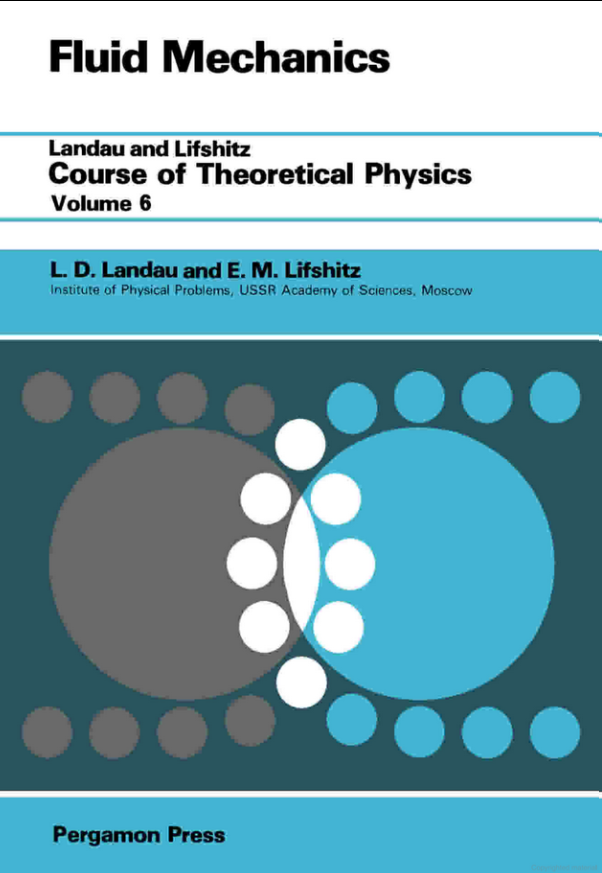 Fluid Mechanics
Landau and Lifshitz
Course of Theoretical Physics
Volume 6
L. D. Landau and E. M. Lifshitz
Institute of Physical Problems, USSR Academy of Sciences, Moscow
Pergamon Press